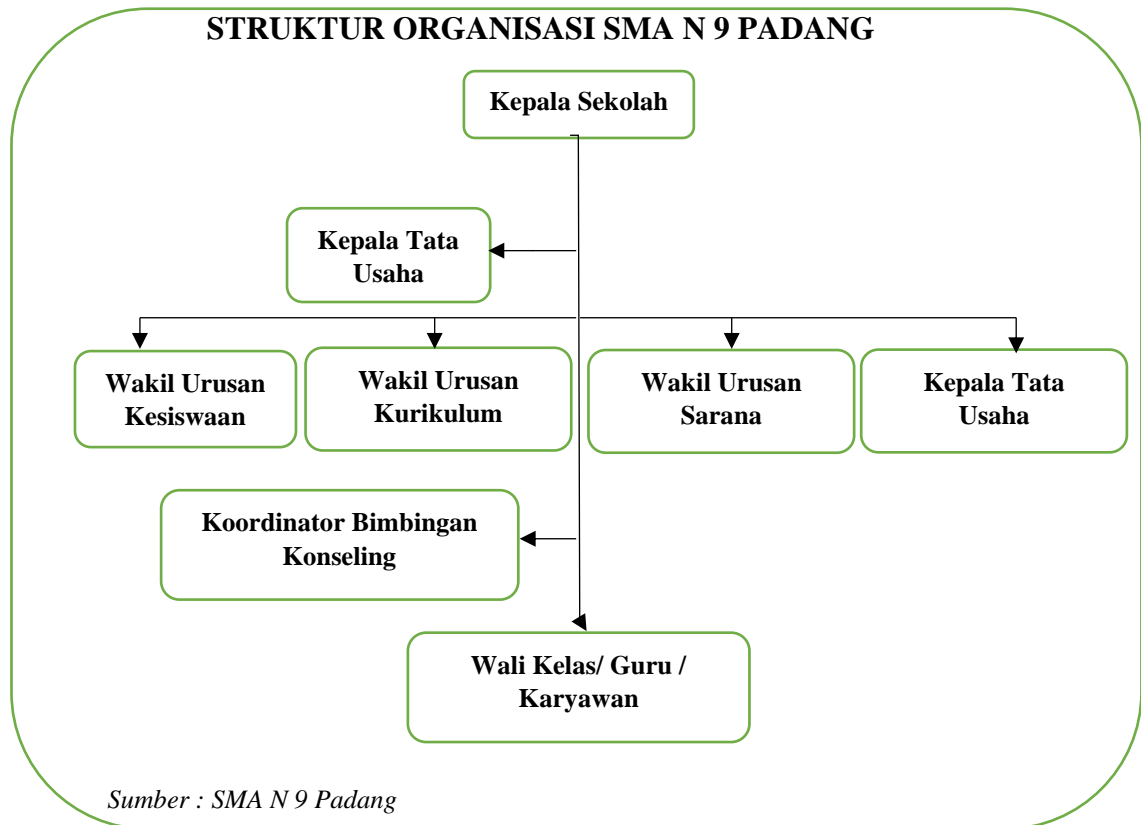 STRUKTUR ORGANISASI SMA N 9 PADANG
Kepala Sekolah
Kepala Tata
Usaha
Wakil Urusan
Kesiswaan
Wakil Urusan
Kurikulum
Wakil Urusan
Sarana
Kepala Tata
Usaha
Koordinator Bimbingan
Konseling
Wali Kelas/ Guru /
Karyawan
Sumber : SMA N 9 Padang